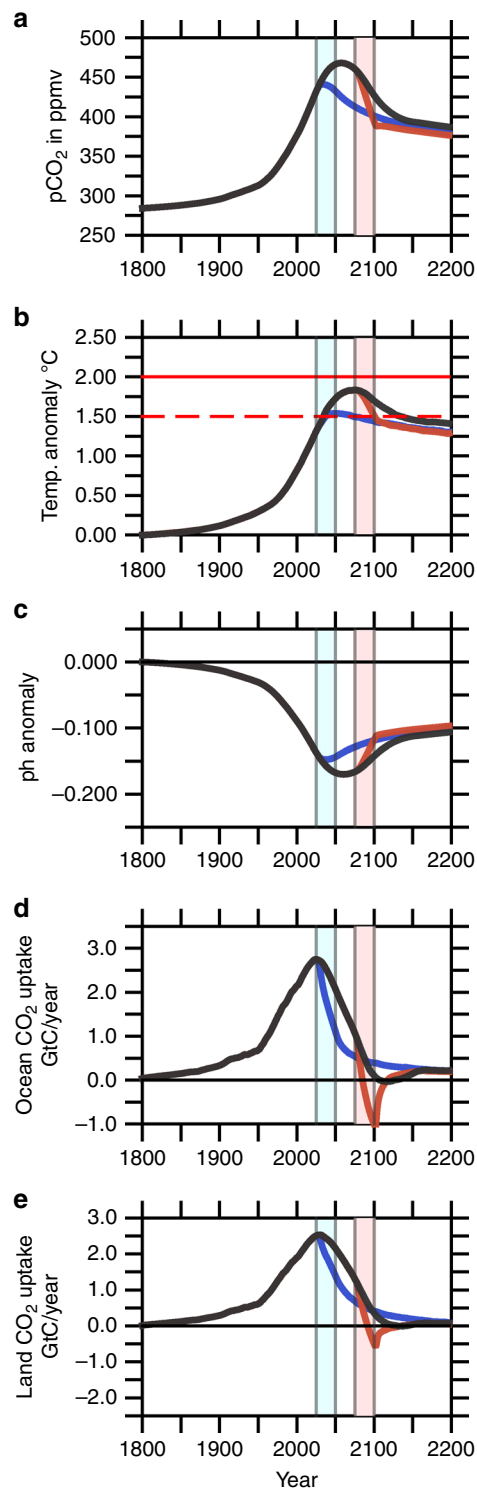 a
pCO₂ in ppmv
500
450
400
350
300
250
1800 1900 2000 2100 2200
b
Temp. anomaly °C
2.50
2.00
1.50
1.00
0.50
0.00
1800 1900 2000 2100 2200
c
ph anomaly
0.000
−0.100
−0.200
1800 1900 2000 2100 2200
d
Ocean CO₂ uptake
GtC/year
3.0
2.0
1.0
0.0
−1.0
1800 1900 2000 2100 2200
e
Land CO₂ uptake
GtC/year
3.0
2.0
1.0
0.0
−1.0
−2.0
1800 1900 2000 2100 2200
Year